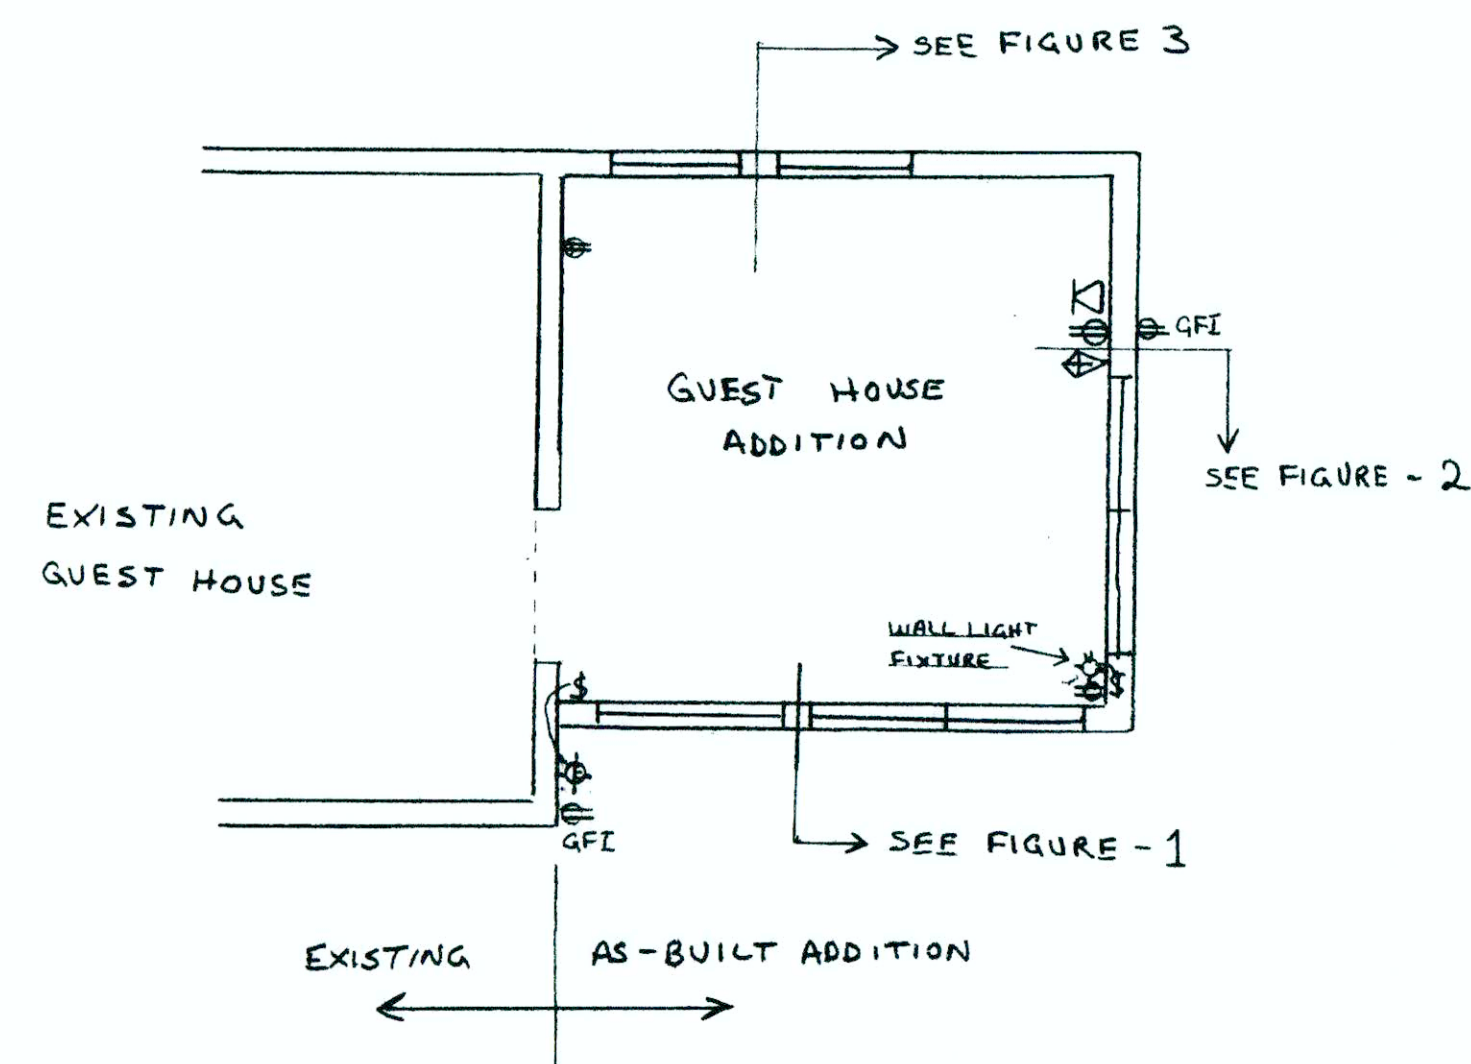 SEE FIGURE 3
GFI
GUEST HOUSE
ADDITION
SEE FIGURE - 2
EXISTING
GUEST HOUSE
WALL LIGHT
FIXTURE
$
$
GFI
SEE FIGURE - 1
EXISTING
AS-BUILT ADDITION